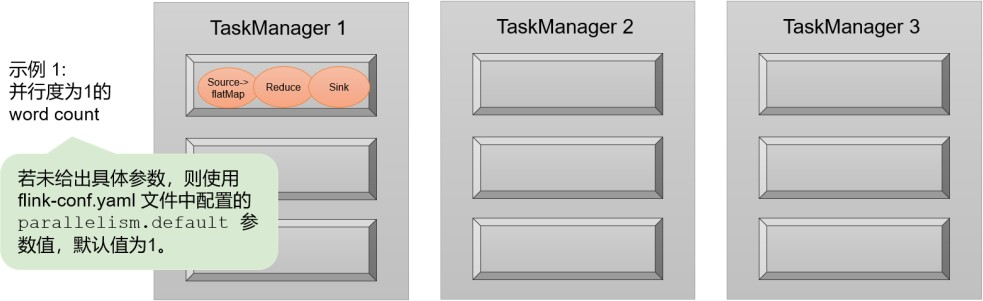 TaskManager 1
TaskManager 2
TaskManager 3
示例 1:
并行度为1的
word count
Source->
flatMap
Reduce
Sink
若未给出具体参数，则使用
flink-conf.yaml 文件中配置的
parallelism.default 参
数值，默认值为1。